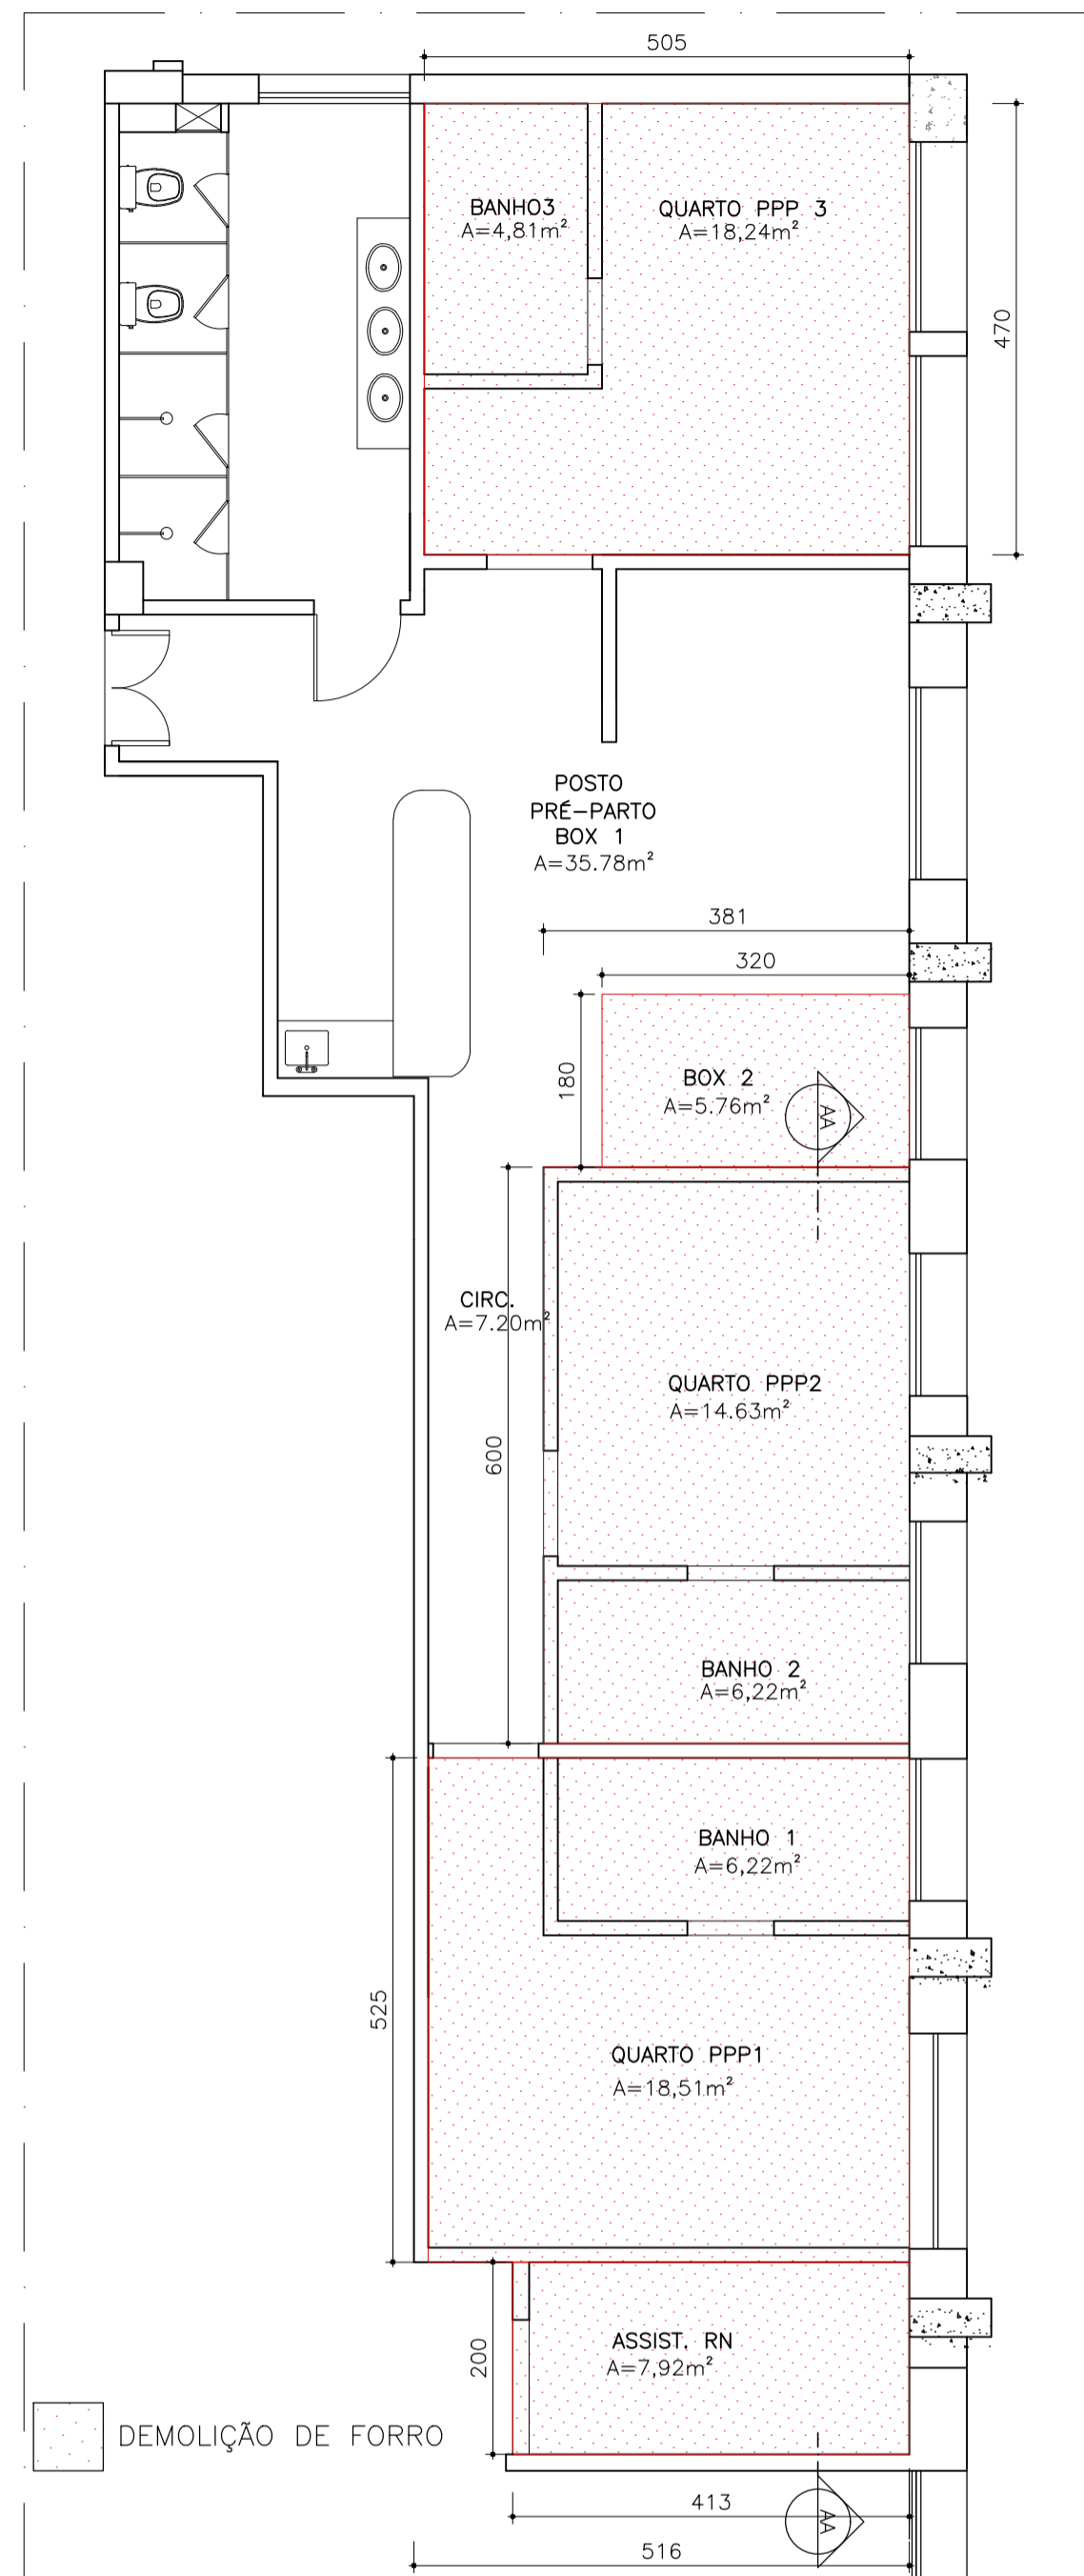 505
BANHO3
A=4,81m²
QUARTO PPP 3
A=18,24m²
470
POSTO
PRÉ-PARTO
BOX 1
A=35.78m²
381
320
180
BOX 2
A=5.76m²
AA
CIRC.
A=7.20m²
QUARTO PPP2
A=14.63m²
600
BANHO 2
A=6,22m²
BANHO 1
A=6,22m²
525
QUARTO PPP1
A=18,51m²
ASSIST. RN
A=7,92m²
200
DEMOLIÇÃO DE FORRO
413
AA
516